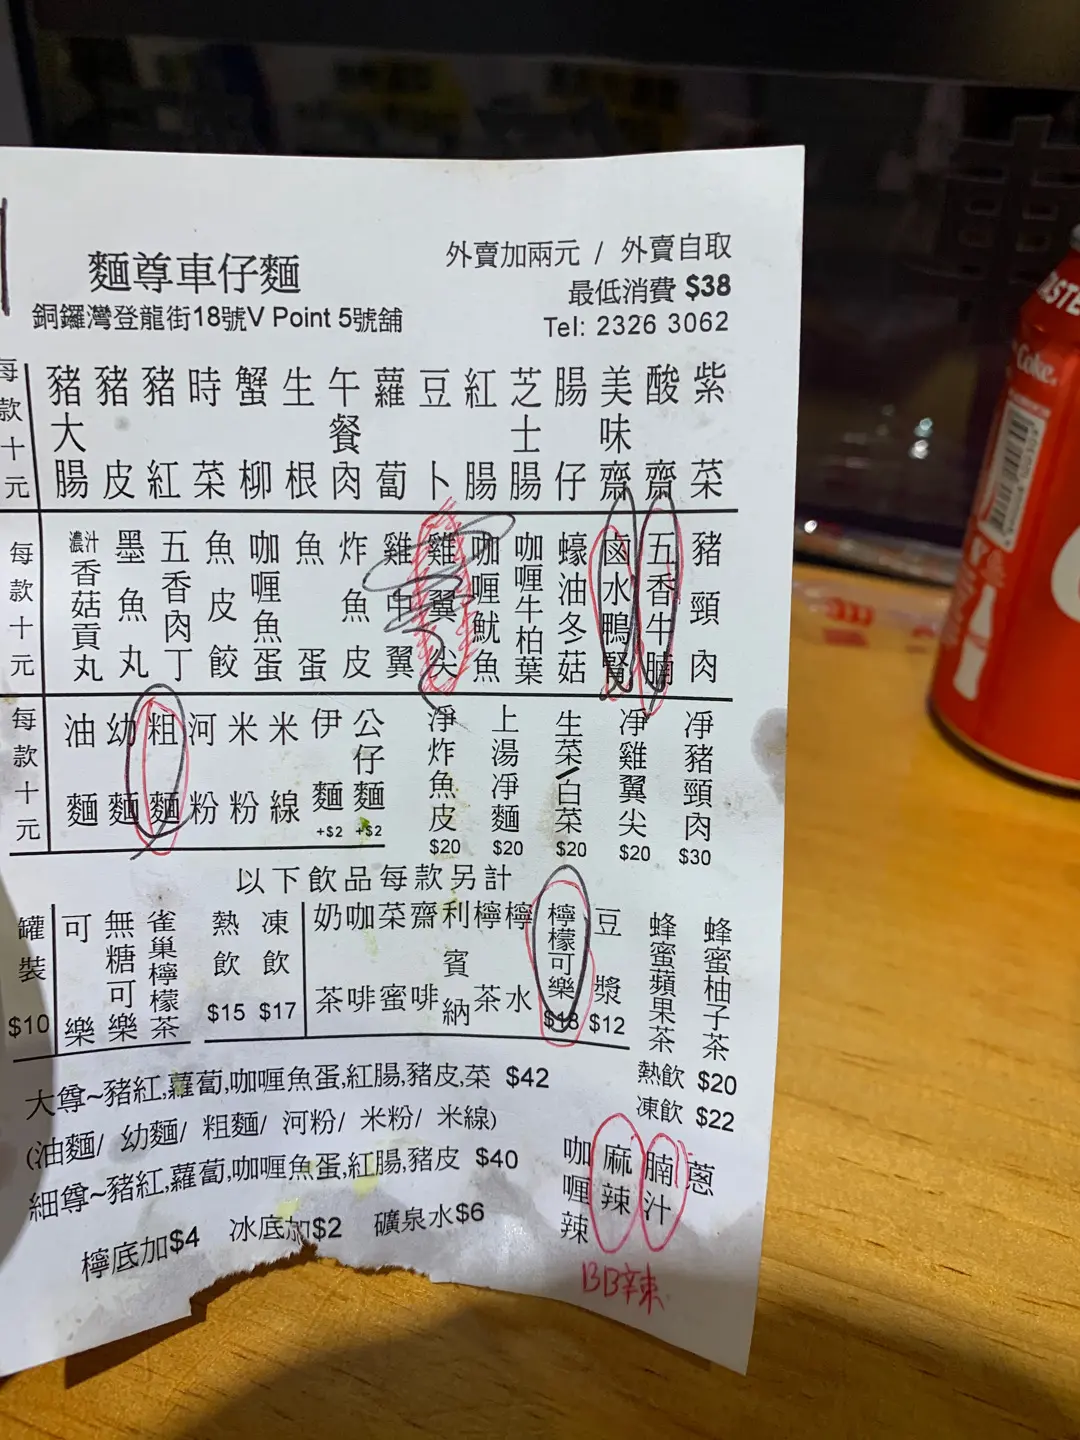 麵尊車仔麵
銅鑼灣登龍街18號V Point 5號舖
外賣加兩元 / 外賣自取
最低消費 $38
Tel: 2326 3062
每款十元
豬大腸
豬皮
豬紅
時菜
蟹柳
生根
午餐肉
蘿蔔
豆卜
紅腸
芝士腸
腸仔
美味齋
酸齋
紫菜
每款十元
濃汁香菇貢丸
墨魚丸
五香肉丁
魚皮餃
咖喱魚蛋
魚蛋
炸魚皮
雞中翼
雞翼尖
咖喱魷魚
咖喱牛柏葉
蠔油冬菇
鹵水鴨腎
五香牛腩
豬頸肉
每款十元
油麵
幼麵
粗麵
河粉
米粉
米線
伊麵 +$2
公仔麵 +$2
淨炸魚皮 $20
上湯淨麵 $20
生菜/白菜 $20
淨雞翼尖 $20
淨豬頸肉 $30
以下飲品每款另計
罐裝 $10
可樂
無糖可樂
雀巢檸檬茶
熱飲 $15
凍飲 $17
奶茶
咖啡
菜蜜
齋啡
利賓納
檸茶
檸水
檸檬可樂 $18
豆漿 $12
蜂蜜蘋果茶
蜂蜜柚子茶
熱飲 $20
凍飲 $22
大尊~豬紅,蘿蔔,咖喱魚蛋,紅腸,豬皮,菜 $42
(油麵/ 幼麵/ 粗麵/ 河粉/ 米粉/ 米線)
細尊~豬紅,蘿蔔,咖喱魚蛋,紅腸,豬皮 $40
檸底加$4 冰底加$2 礦泉水$6
咖喱辣
麻辣
腩汁
蔥
BB辣
Coke